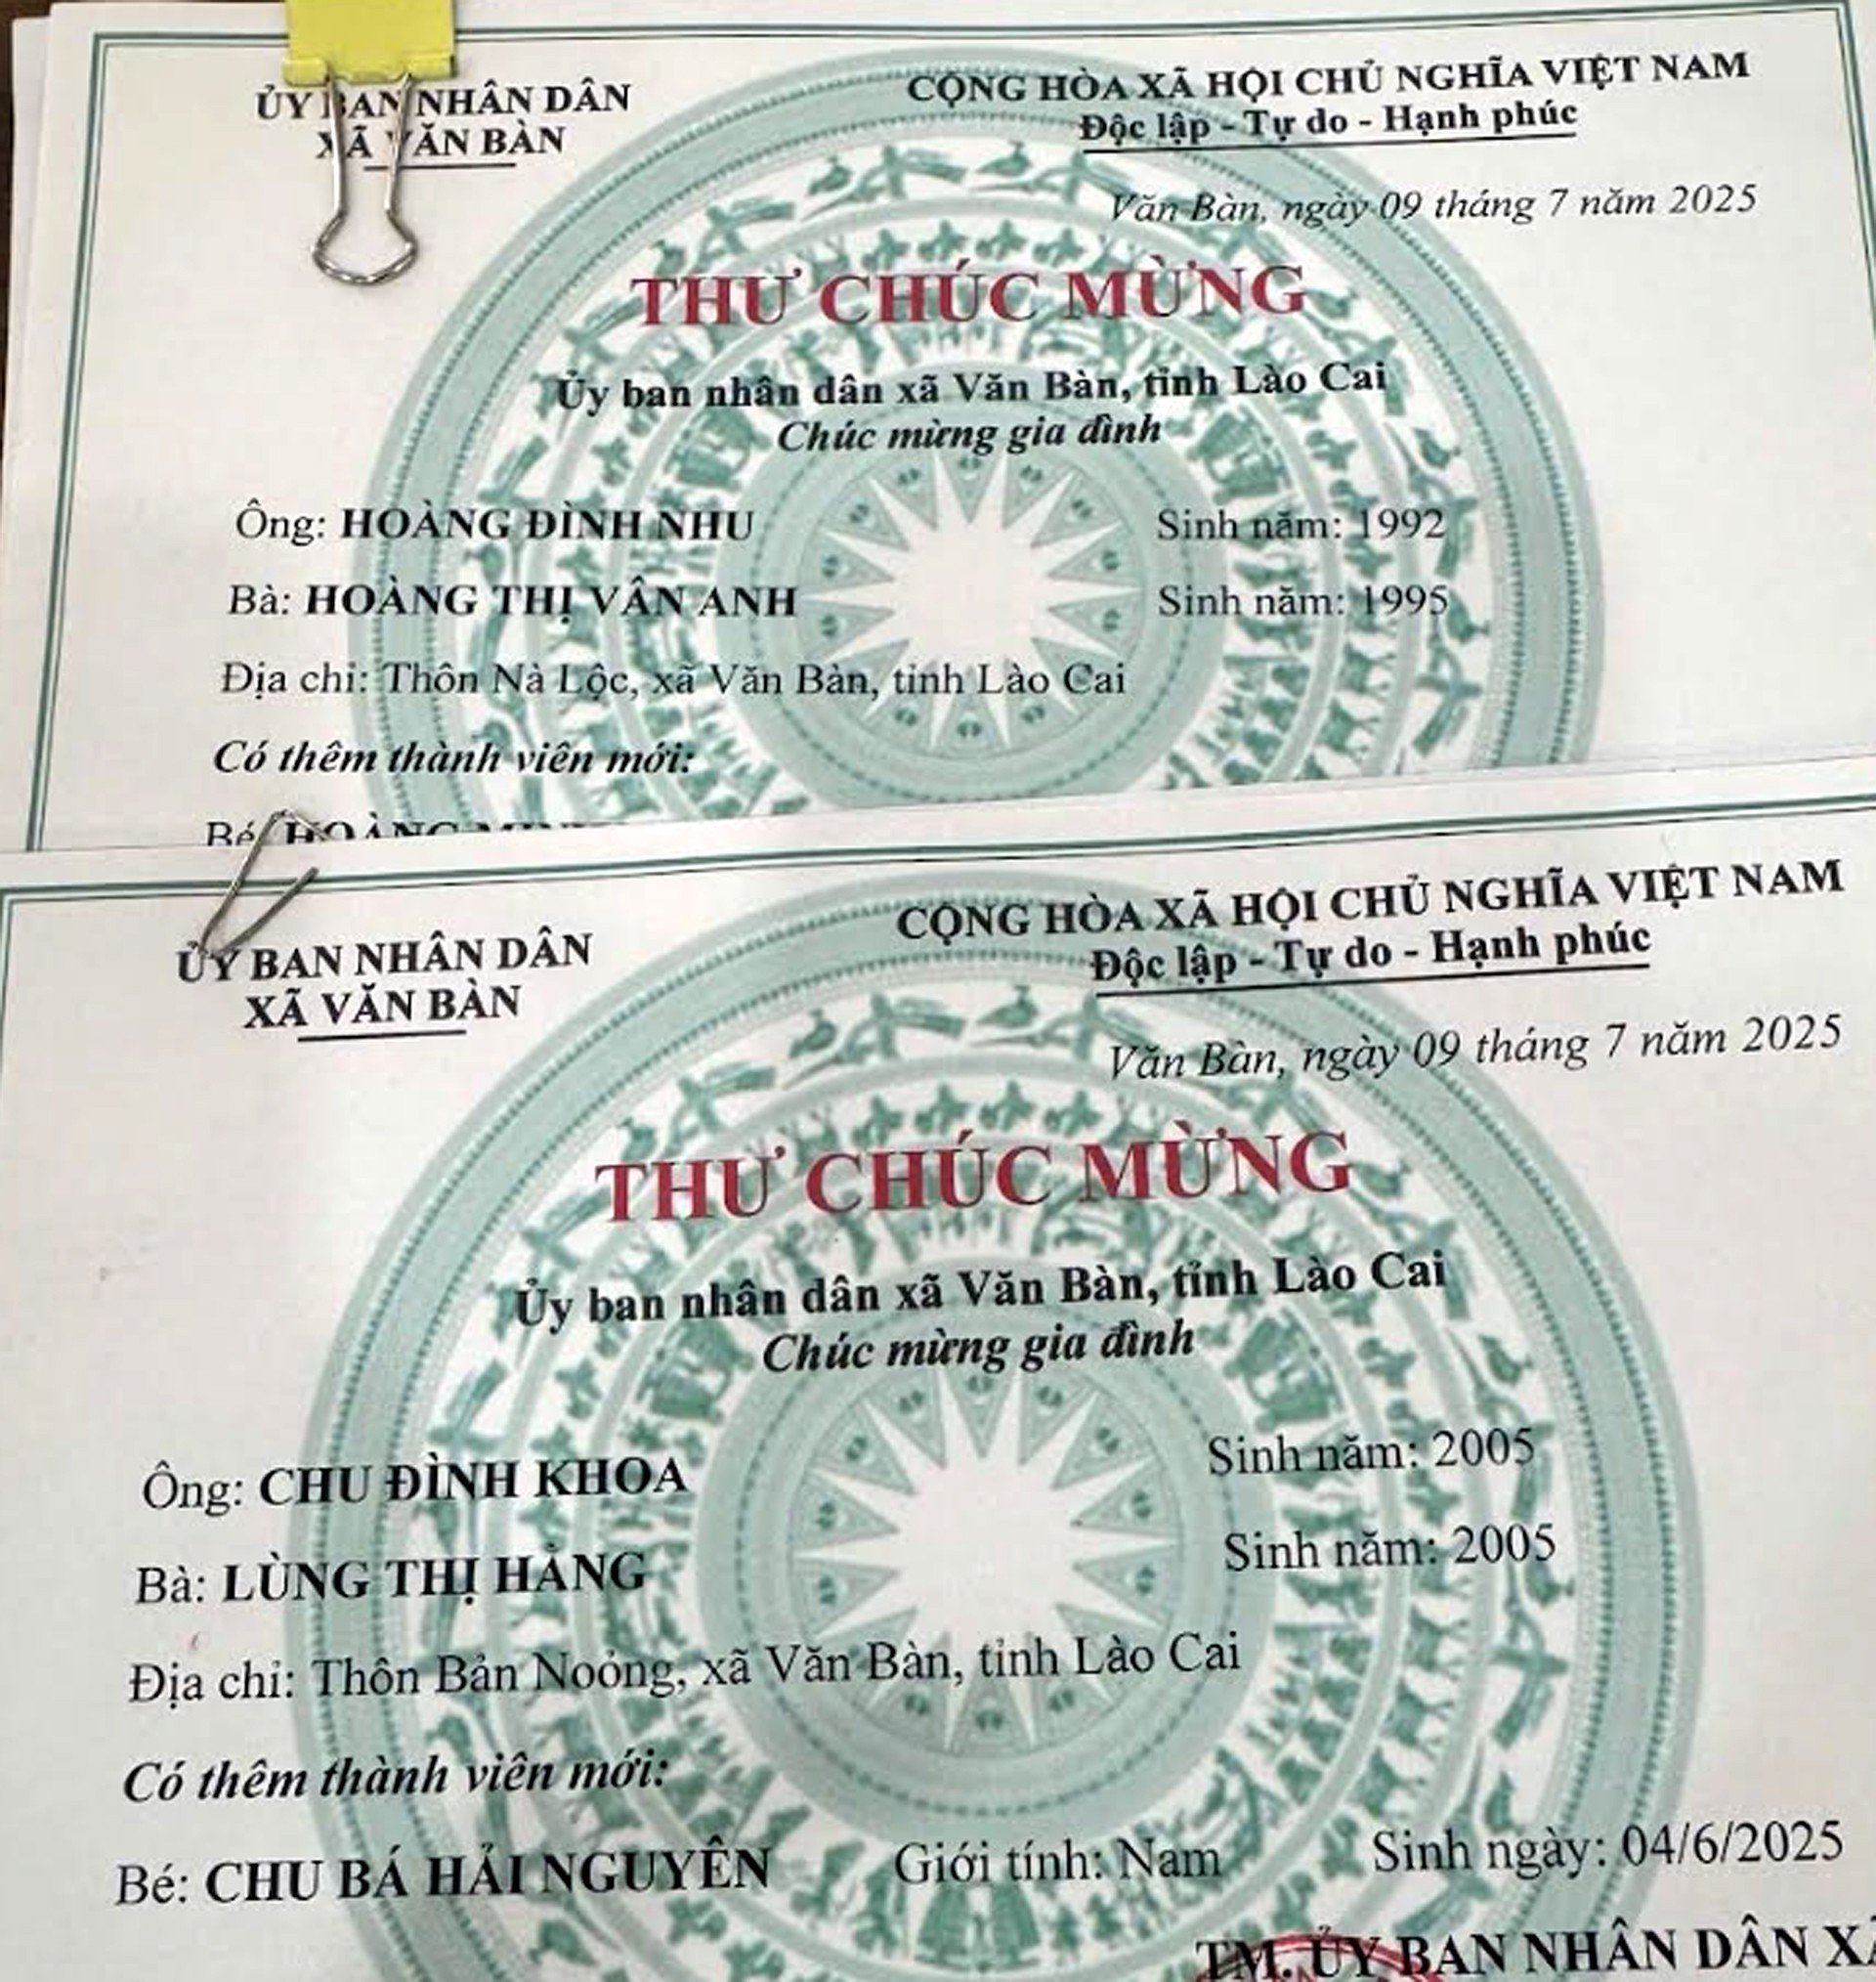 ỦY BAN NHÂN DÂN
XÃ VĂN BÀN
CỘNG HÒA XÃ HỘI CHỦ NGHĨA VIỆT NAM
Độc lập - Tự do - Hạnh phúc
Văn Bàn, ngày 09 tháng 7 năm 2025
THƯ CHÚC MỪNG
Ủy ban nhân dân xã Văn Bàn, tỉnh Lào Cai
Chúc mừng gia đình
Ông: HOÀNG ĐÌNH NHU Sinh năm: 1992
Bà: HOÀNG THỊ VÂN ANH Sinh năm: 1995
Địa chỉ: Thôn Nà Lộc, xã Văn Bàn, tỉnh Lào Cai
Có thêm thành viên mới:
Bé: HOÀNG
ỦY BAN NHÂN DÂN
XÃ VĂN BÀN
CỘNG HÒA XÃ HỘI CHỦ NGHĨA VIỆT NAM
Độc lập - Tự do - Hạnh phúc
Văn Bàn, ngày 09 tháng 7 năm 2025
THƯ CHÚC MỪNG
Ủy ban nhân dân xã Văn Bàn, tỉnh Lào Cai
Chúc mừng gia đình
Ông: CHU ĐÌNH KHOA Sinh năm: 2005
Bà: LÙNG THỊ HẰNG Sinh năm: 2005
Địa chỉ: Thôn Bản Noỏng, xã Văn Bàn, tỉnh Lào Cai
Có thêm thành viên mới:
Bé: CHU BÁ HẢI NGUYÊN Giới tính: Nam Sinh ngày: 04/6/2025
TM. ỦY BAN NHÂN DÂN XÃ